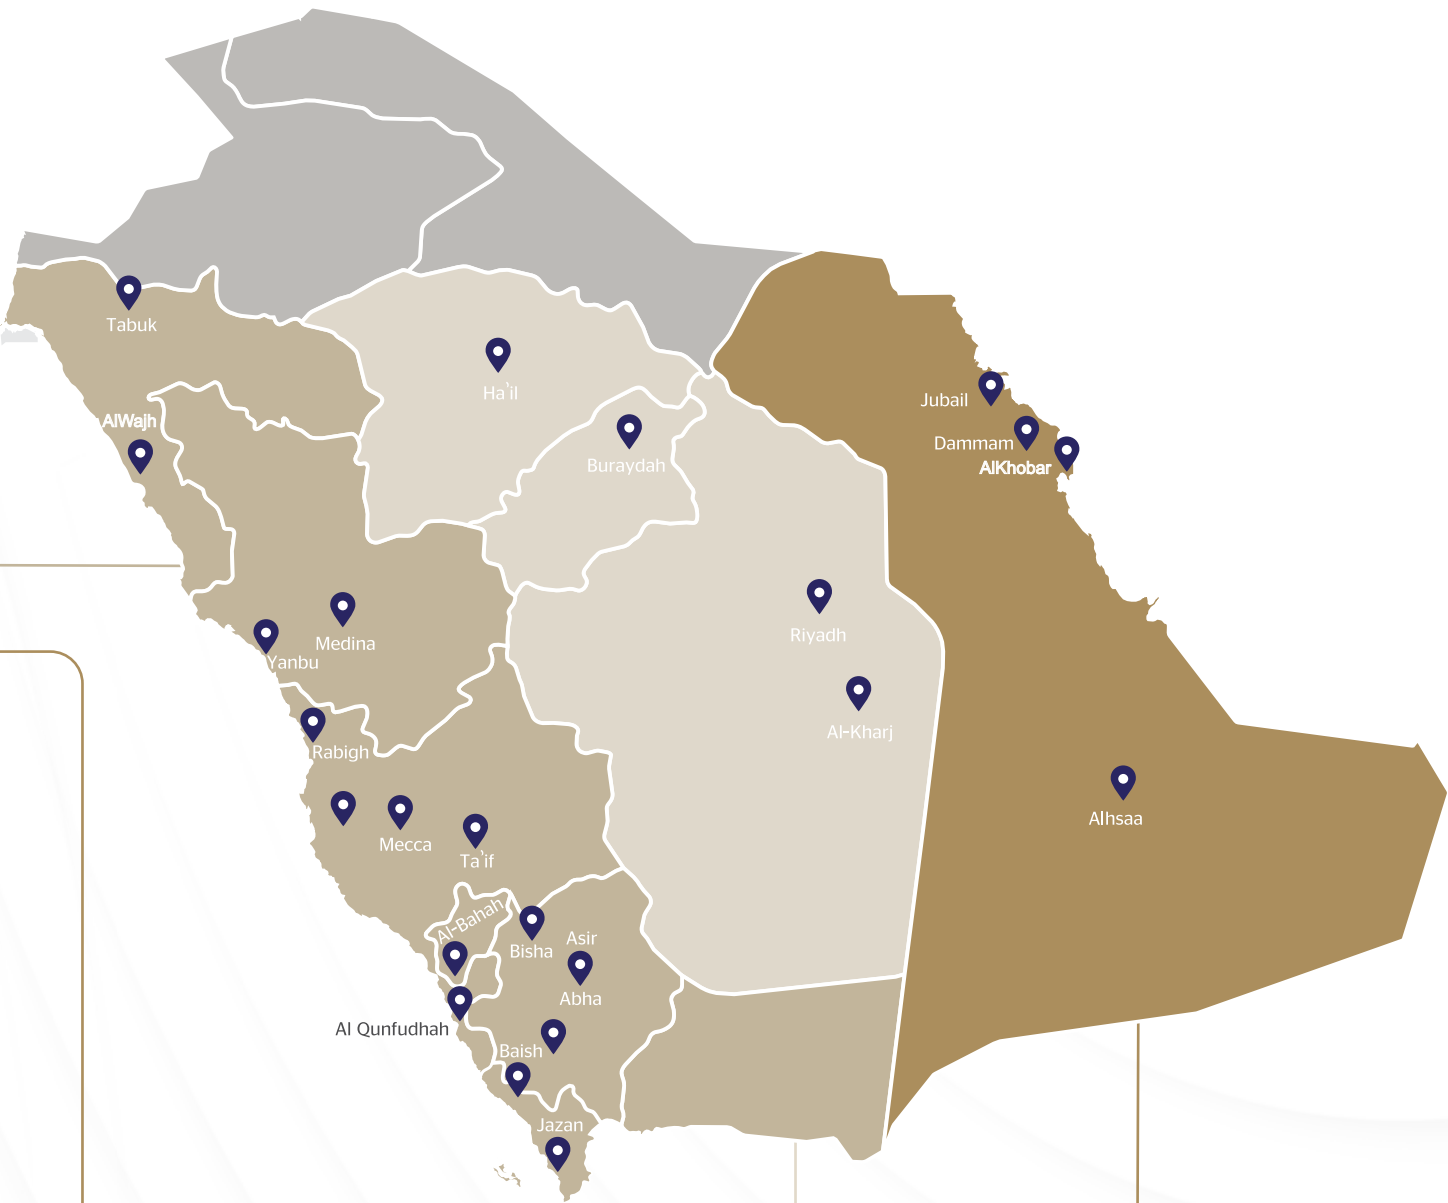 Tabuk
Ha'il
AlWajh
Jubail
Dammam
Buraydah
AlKhobar
Riyadh
Medina
Yanbu
Al-Kharj
Rabigh
Alhsaa
Mecca
Ta'if
Al-Bahah
Bisha
Asir
Abha
Al Qunfudhah
Baish
Jazan